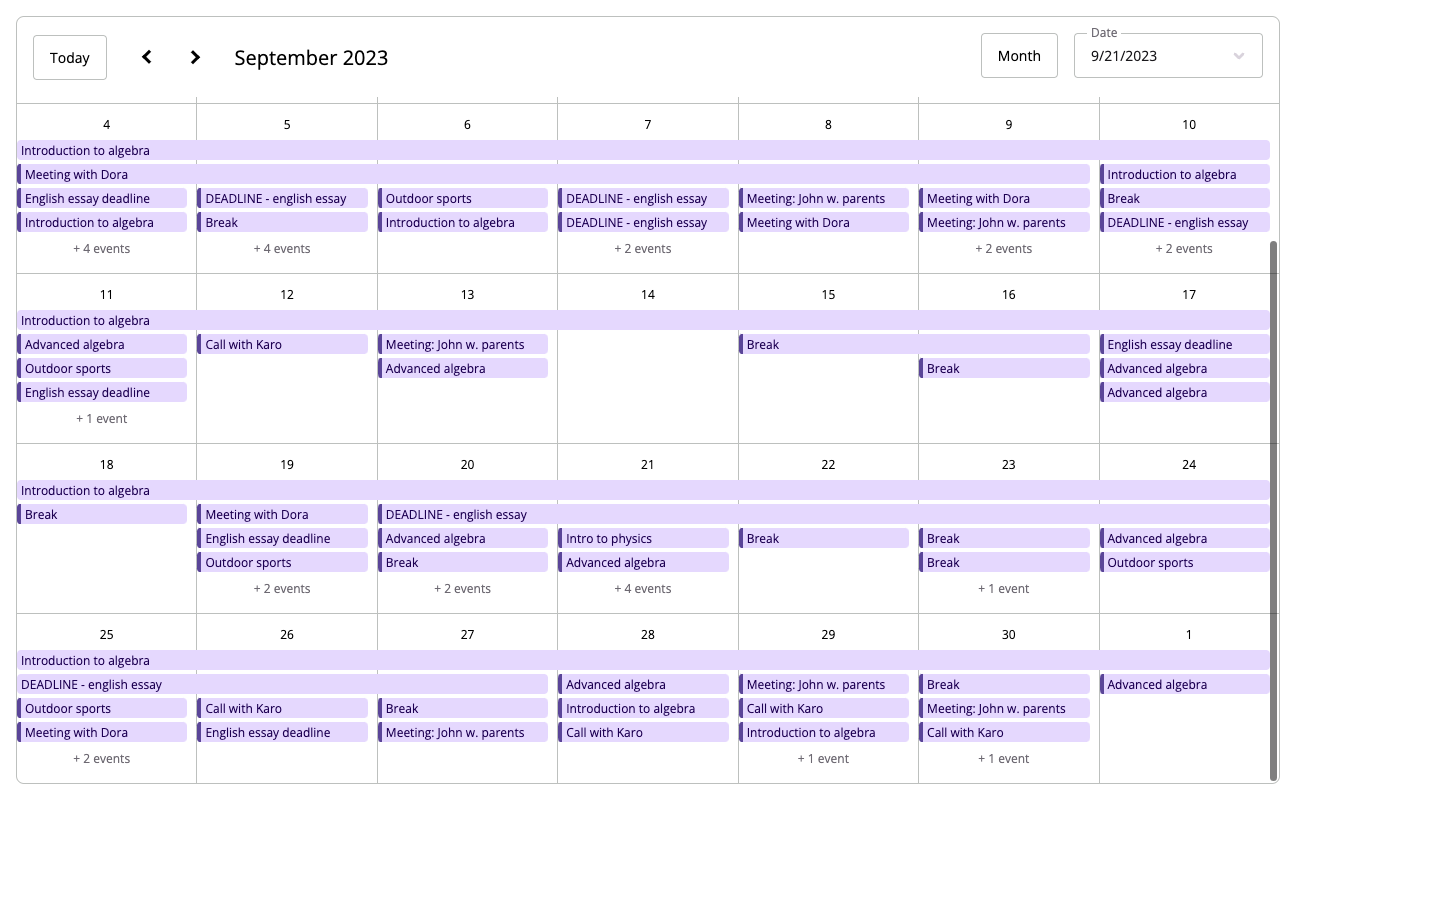 Today
September 2023
Month
Date
9/21/2023
4 5 6 7 8 9 10
Introduction to algebra
Meeting with Dora Introduction to algebra
English essay deadline DEADLINE - english essay Outdoor sports DEADLINE - english essay Meeting: John w. parents Meeting with Dora Break
Introduction to algebra Break Introduction to algebra DEADLINE - english essay Meeting with Dora Meeting: John w. parents DEADLINE - english essay
+ 4 events + 4 events + 2 events + 2 events + 2 events
11 12 13 14 15 16 17
Introduction to algebra
Advanced algebra Call with Karo Meeting: John w. parents Break English essay deadline
Outdoor sports Advanced algebra Break Advanced algebra
English essay deadline Advanced algebra
+ 1 event
18 19 20 21 22 23 24
Introduction to algebra
Break Meeting with Dora DEADLINE - english essay
English essay deadline Advanced algebra Intro to physics Break Break Advanced algebra
Outdoor sports Break Advanced algebra Break Outdoor sports
+ 2 events + 2 events + 4 events + 1 event
25 26 27 28 29 30 1
Introduction to algebra
DEADLINE - english essay Advanced algebra Meeting: John w. parents Break Advanced algebra
Outdoor sports Call with Karo Break Introduction to algebra Call with Karo Meeting: John w. parents
Meeting with Dora English essay deadline Meeting: John w. parents Call with Karo Introduction to algebra Call with Karo
+ 2 events + 1 event + 1 event